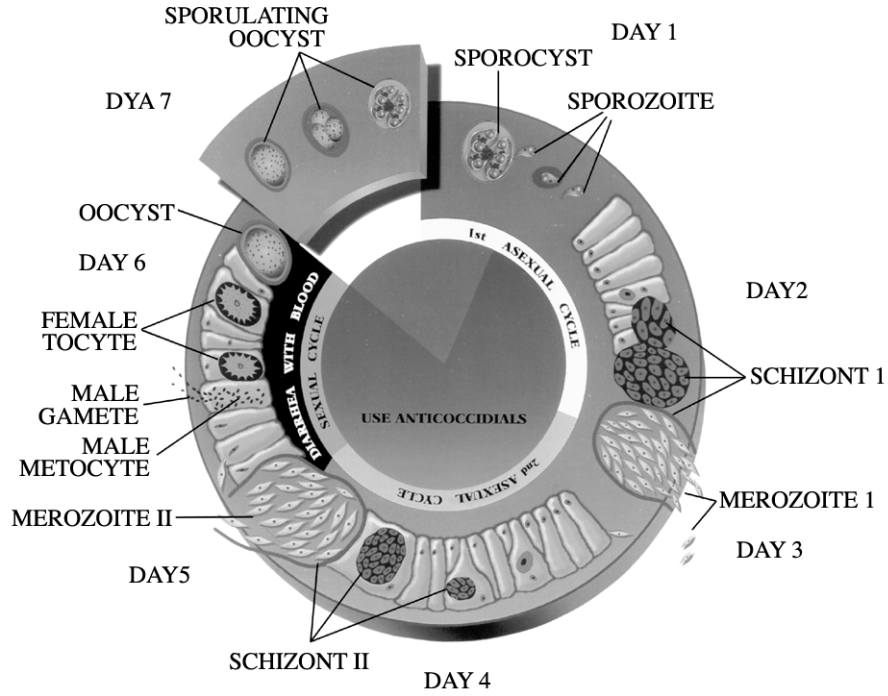 SPORULATING
OOCYST
DAY 1
SPOROCYST
SPOROZOITE
DYA 7
OOCYST
DAY 6
FEMALE
TOCYTE
MALE
GAMETE
MALE
METOCYTE
MEROZOITE II
DAY5
SCHIZONT II
DAY 4
DAY 3
MEROZOITE 1
SCHIZONT 1
DAY2
1st ASEXUAL CYCLE
2nd ASEXUAL CYCLE
SEXUAL CYCLE
DIARRHEA WITH BLOOD
USE ANTICOCCIDIALS